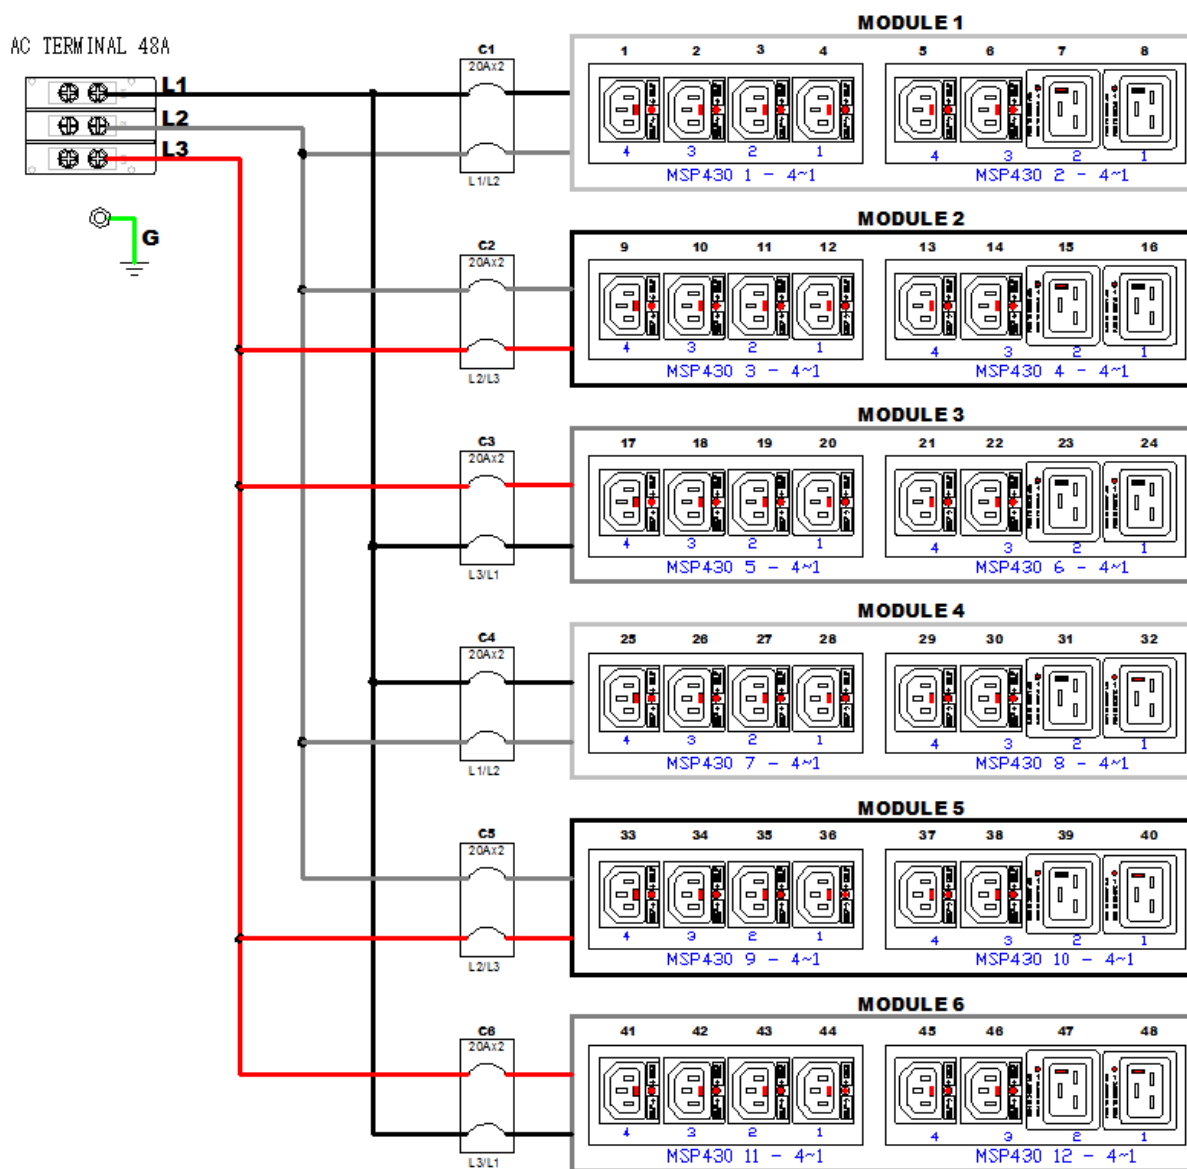 MODULE 1
AC TERMINAL 48A
C1 1 2 3 4 5 6 7 8
20Ax2
L1
L2
L3
4 3 2 1 4 3 2 1
L1/L2 MSP430 1 - 4~1 MSP430 2 - 4~1
MODULE 2
G
C2 9 10 11 12 13 14 15 16
20Ax2
4 3 2 1 4 3 2 1
L2/L3 MSP430 3 - 4~1 MSP430 4 - 4~1
MODULE 3
C3 17 18 19 20 21 22 23 24
20Ax2
4 3 2 1 4 3 2 1
L3/L1 MSP430 5 - 4~1 MSP430 6 - 4~1
MODULE 4
C4 25 26 27 28 29 30 31 32
20Ax2
4 3 2 1 4 3 2 1
L1/L2 MSP430 7 - 4~1 MSP430 8 - 4~1
MODULE 5
C5 33 34 35 36 37 38 39 40
20Ax2
4 3 2 1 4 3 2 1
L2/L3 MSP430 9 - 4~1 MSP430 10 - 4~1
MODULE 6
C6 41 42 43 44 45 46 47 48
20Ax2
4 3 2 1 4 3 2 1
L3/L1 MSP430 11 - 4~1 MSP430 12 - 4~1